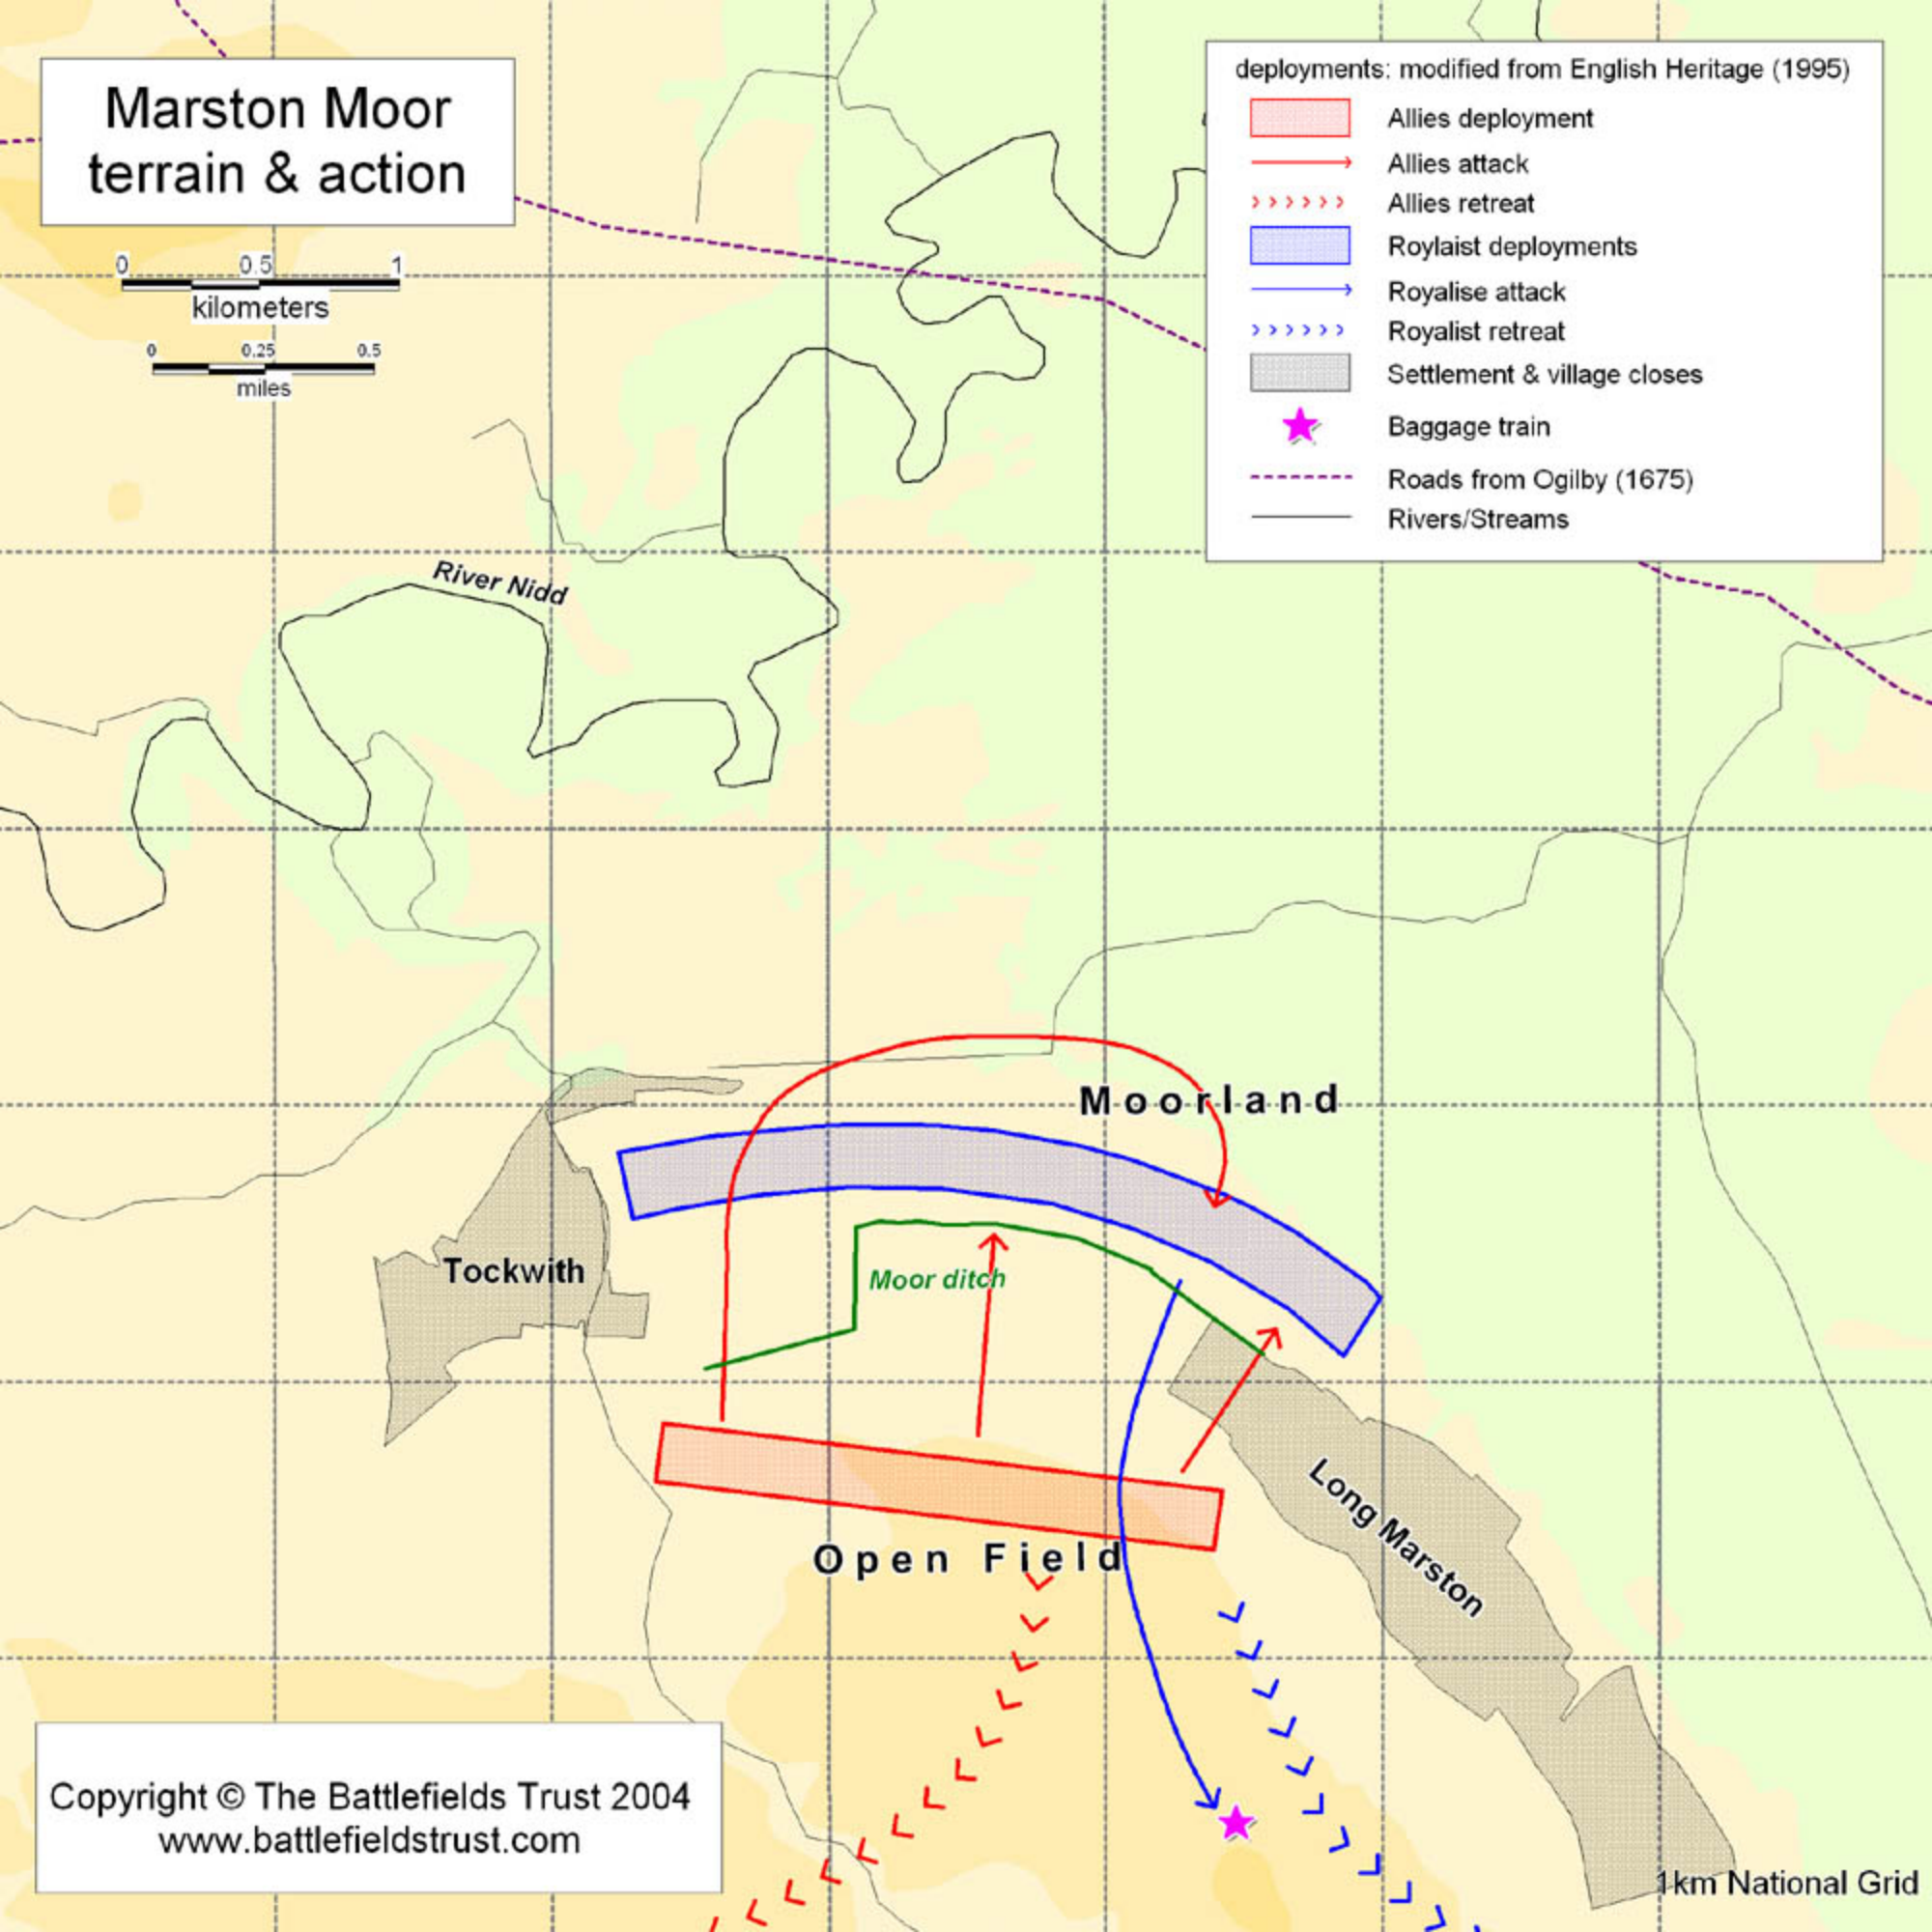 Marston Moor
terrain & action
0 0.5 1
kilometers
0 0.25 0.5
miles
deployments: modified from English Heritage (1995)
Allies deployment
Allies attack
Allies retreat
Roylaist deployments
Royalise attack
Royalist retreat
Settlement & village closes
Baggage train
Roads from Ogilby (1675)
Rivers/Streams
River Nidd
Moorland
Tockwith
Moor ditch
Long Marston
Open Field
Copyright © The Battlefields Trust 2004
www.battlefieldstrust.com
1km National Grid